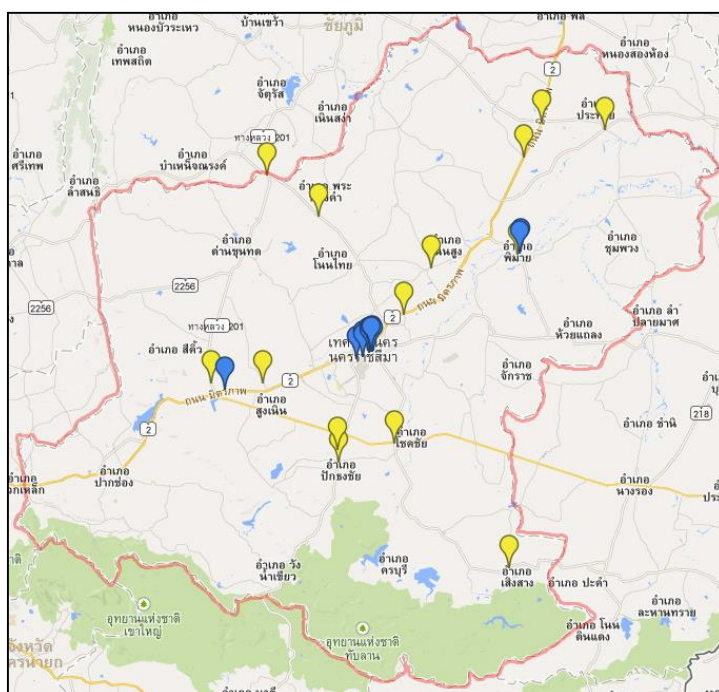 อำเภอ
หนองบัวระเหว
อำเภอ
บ้านเขว้า
ชัยภูมิ
อำเภอ พล
อำเภอ
หนองสองห้อง
อำเภอ
เทพสถิต
อำเภอ
จัตุรัส
อำเภอ
เนินสง่า
2
ทางหลวง 201
อำเภอ
ศรีเทพ
อำเภอ
บำเหน็จณรงค์
อำเภอ
ลำสนธิ
อำเภอ พระ
อำเภอ
ด่านขุนทด
อำเภอ
โนนไทย
อำเภอ
พิมาย
อำเภอ
ชุมพวง
2256
2256
ทางหลวง 201
2
ถนน มิตรภาพ
อำเภอ ลำ
ปลายมาศ
อำเภอ
ห้วยแถลง
นครราชสีมา
อำเภอ สีคิ้ว
อำเภอ
จักราช
2
อำเภอ
สูงเนิน
ถนน มิตรภาพ
218
อำเภอ ชำนิ
2
อำเภอ
โชคชัย
อำเภอ
ปากช่อง
อำเภอ
ปักธงชัย
อำเภอ
นางรอง
อำเภอ วัง
น้ำเขียว
อำเภอ
ครบุรี
อำเภอ
เสิงสาง
อำเภอ ปะคำ
อำเภอ
ละหานทราย
อุทยานแห่งชาติ
เขาใหญ่
อุทยานแห่งชาติ
ทับลาน
อำเภอ โนน
ดินแดง